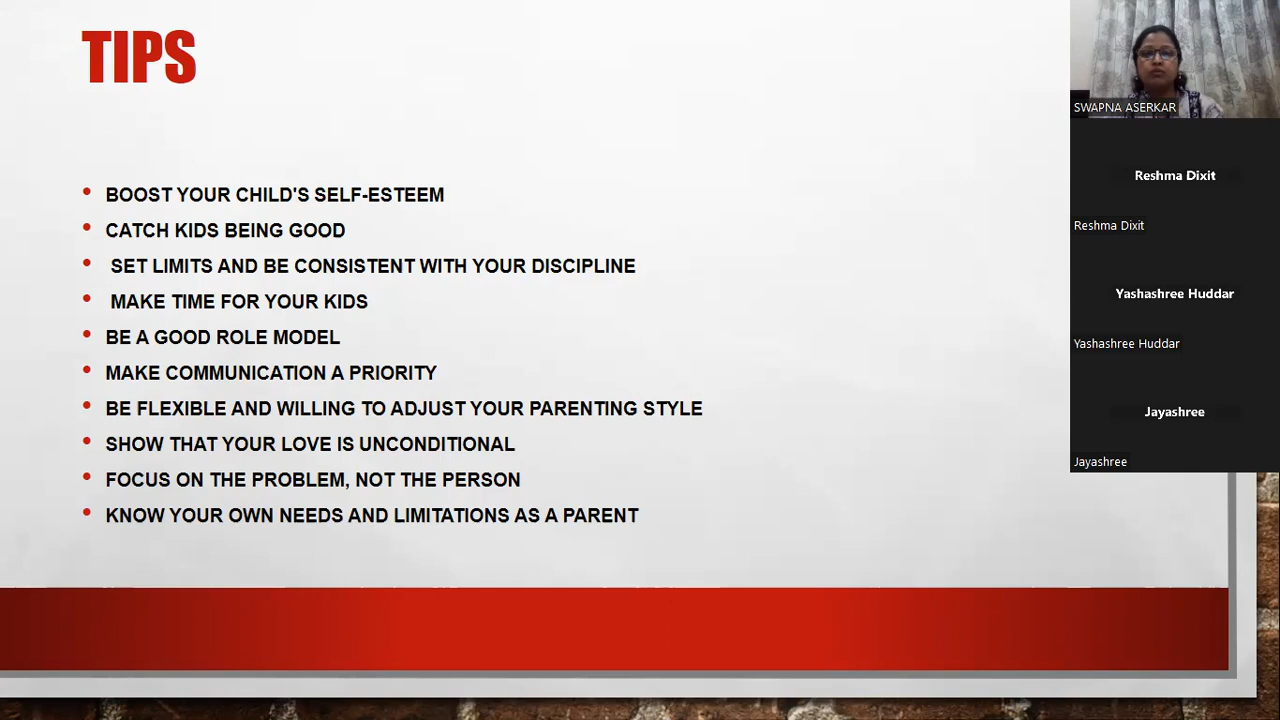 TIPS
• BOOST YOUR CHILD'S SELF-ESTEEM
• CATCH KIDS BEING GOOD
• SET LIMITS AND BE CONSISTENT WITH YOUR DISCIPLINE
• MAKE TIME FOR YOUR KIDS
• BE A GOOD ROLE MODEL
• MAKE COMMUNICATION A PRIORITY
• BE FLEXIBLE AND WILLING TO ADJUST YOUR PARENTING STYLE
• SHOW THAT YOUR LOVE IS UNCONDITIONAL
• FOCUS ON THE PROBLEM, NOT THE PERSON
• KNOW YOUR OWN NEEDS AND LIMITATIONS AS A PARENT
SWAPNA ASERKAR
Reshma Dixit
Reshma Dixit
Yashashree Huddar
Yashashree Huddar
Jayashree
Jayashree